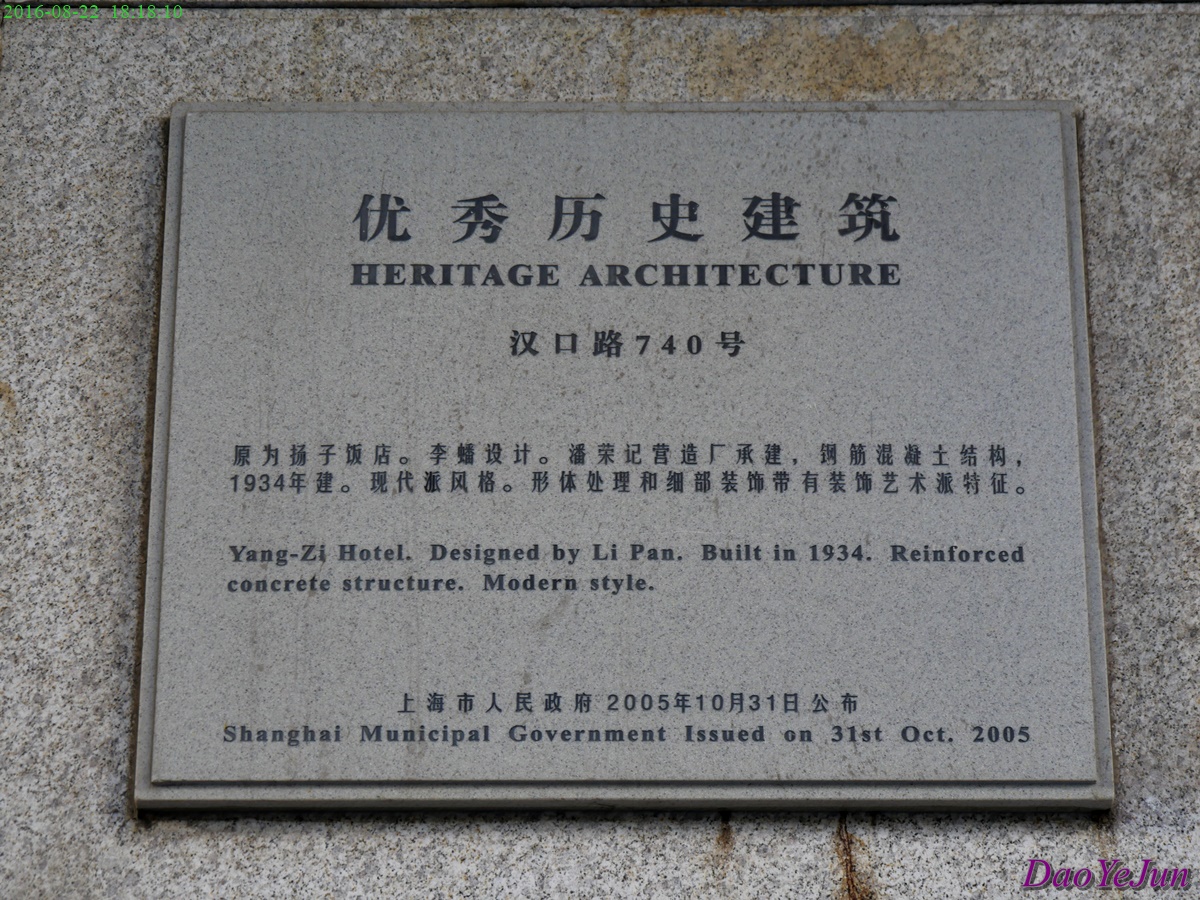 2016-08-22 18:48:10
优秀历史建筑
HERITAGE ARCHITECTURE
汉口路740号
原为扬子饭店。李蟠设计。潘荣记营造厂承建，钢筋混凝土结构，
1934年建。现代派风格。形体处理和细部装饰带有装饰艺术派特征。
Yang-Zi Hotel. Designed by Li Pan. Built in 1934. Reinforced
concrete structure. Modern style.
上海市人民政府 2005年10月31日公布
Shanghai Municipal Government Issued on 31st Oct. 2005
DaoYeJun